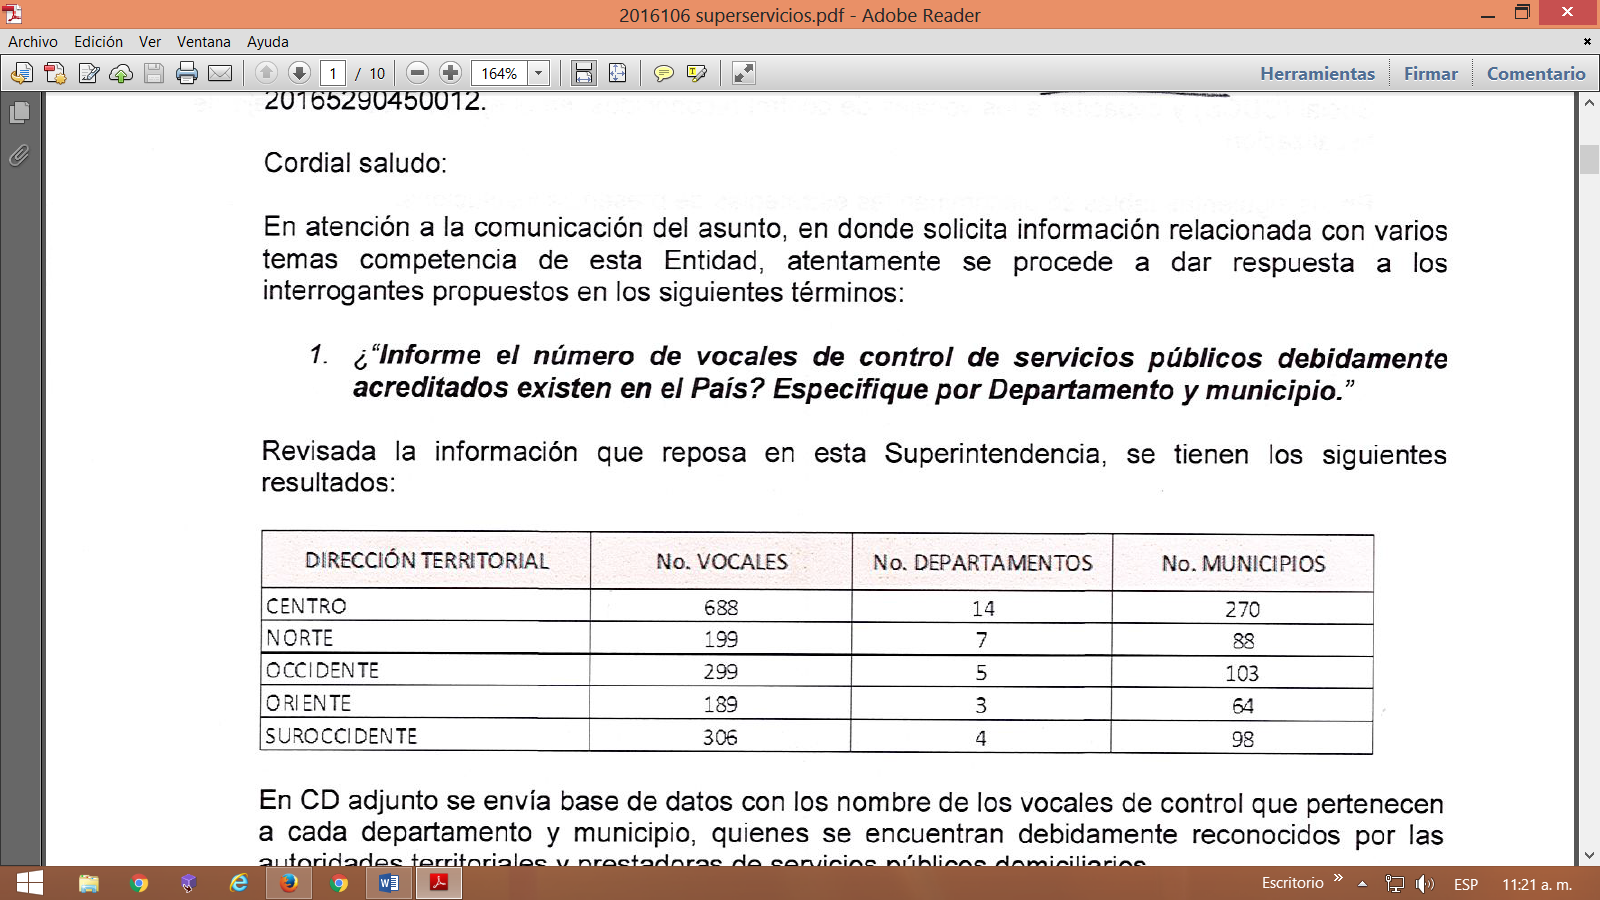 2016106 superservicios.pdf - Adobe Reader
Archivo Edición Ver Ventana Ayuda
1 / 10 164% Herramientas Firmar Comentario
20165290450012.
Cordial saludo:
En atención a la comunicación del asunto, en donde solicita información relacionada con varios
temas competencia de esta Entidad, atentamente se procede a dar respuesta a los
interrogantes propuestos en los siguientes términos:
1. ¿“Informe el número de vocales de control de servicios públicos debidamente
acreditados existen en el País? Especifique por Departamento y municipio.”
Revisada la información que reposa en esta Superintendencia, se tienen los siguientes
resultados:
DIRECCIÓN TERRITORIAL No. VOCALES No. DEPARTAMENTOS No. MUNICIPIOS
CENTRO 688 14 270
NORTE 199 7 88
OCCIDENTE 299 5 103
ORIENTE 189 3 64
SUROCCIDENTE 306 4 98
En CD adjunto se envía base de datos con los nombre de los vocales de control que pertenecen
a cada departamento y municipio, quienes se encuentran debidamente reconocidos por las
autoridades territoriales y prestadoras de servicios públicos domiciliarios
Escritorio » ESP 11:21 a. m.